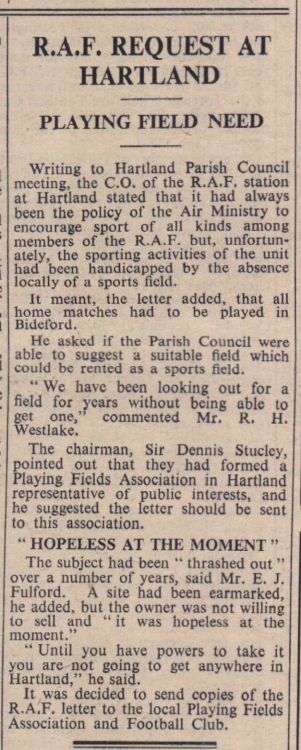 R.A.F. REQUEST AT
HARTLAND
PLAYING FIELD NEED
Writing to Hartland Parish Council
meeting, the C.O. of the R.A.F. station
at Hartland stated that it had always
been the policy of the Air Ministry to
encourage sport of all kinds among
members of the R.A.F. but, unfortun-
ately, the sporting activities of the unit
had been handicapped by the absence
locally of a sports field.
It meant, the letter added, that all
home matches had to be played in
Bideford.
He asked if the Parish Council were
able to suggest a suitable field which
could be rented as a sports field.
" We have been looking out for a
field for years without being able to
get one," commented Mr. R. H.
Westlake.
The chairman, Sir Dennis Stucley,
pointed out that they had formed a
Playing Fields Association in Hartland
representative of public interests, and
he suggested the letter should be sent
to this association.
" HOPELESS AT THE MOMENT "
The subject had been " thrashed out "
over a number of years, said Mr. E. J.
Fulford. A site had been earmarked,
he added, but the owner was not willing
to sell and " it was hopeless at the
moment."
" Until you have powers to take it
you are not going to get anywhere in
Hartland," he said.
It was decided to send copies of the
R.A.F. letter to the local Playing Fields
Association and Football Club.